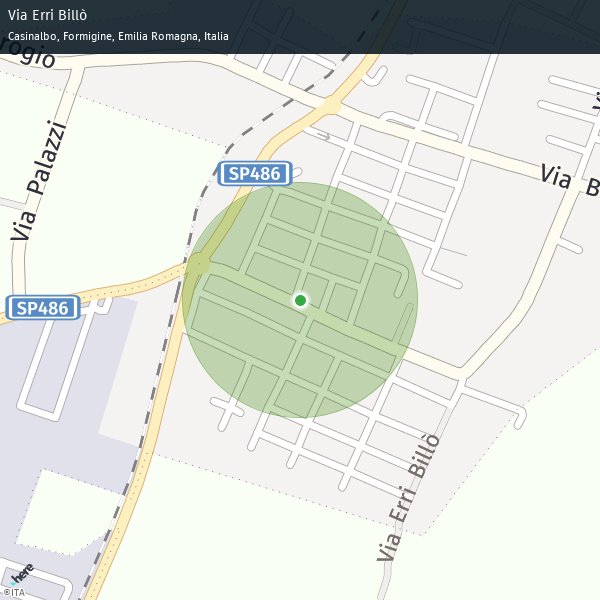 Via Erri Billò
Casinalbo, Formigine, Emilia Romagna, Italia
rogio
Via Palazzi
SP486
Via B
SP486
Via Erri Billò
here
©ITA